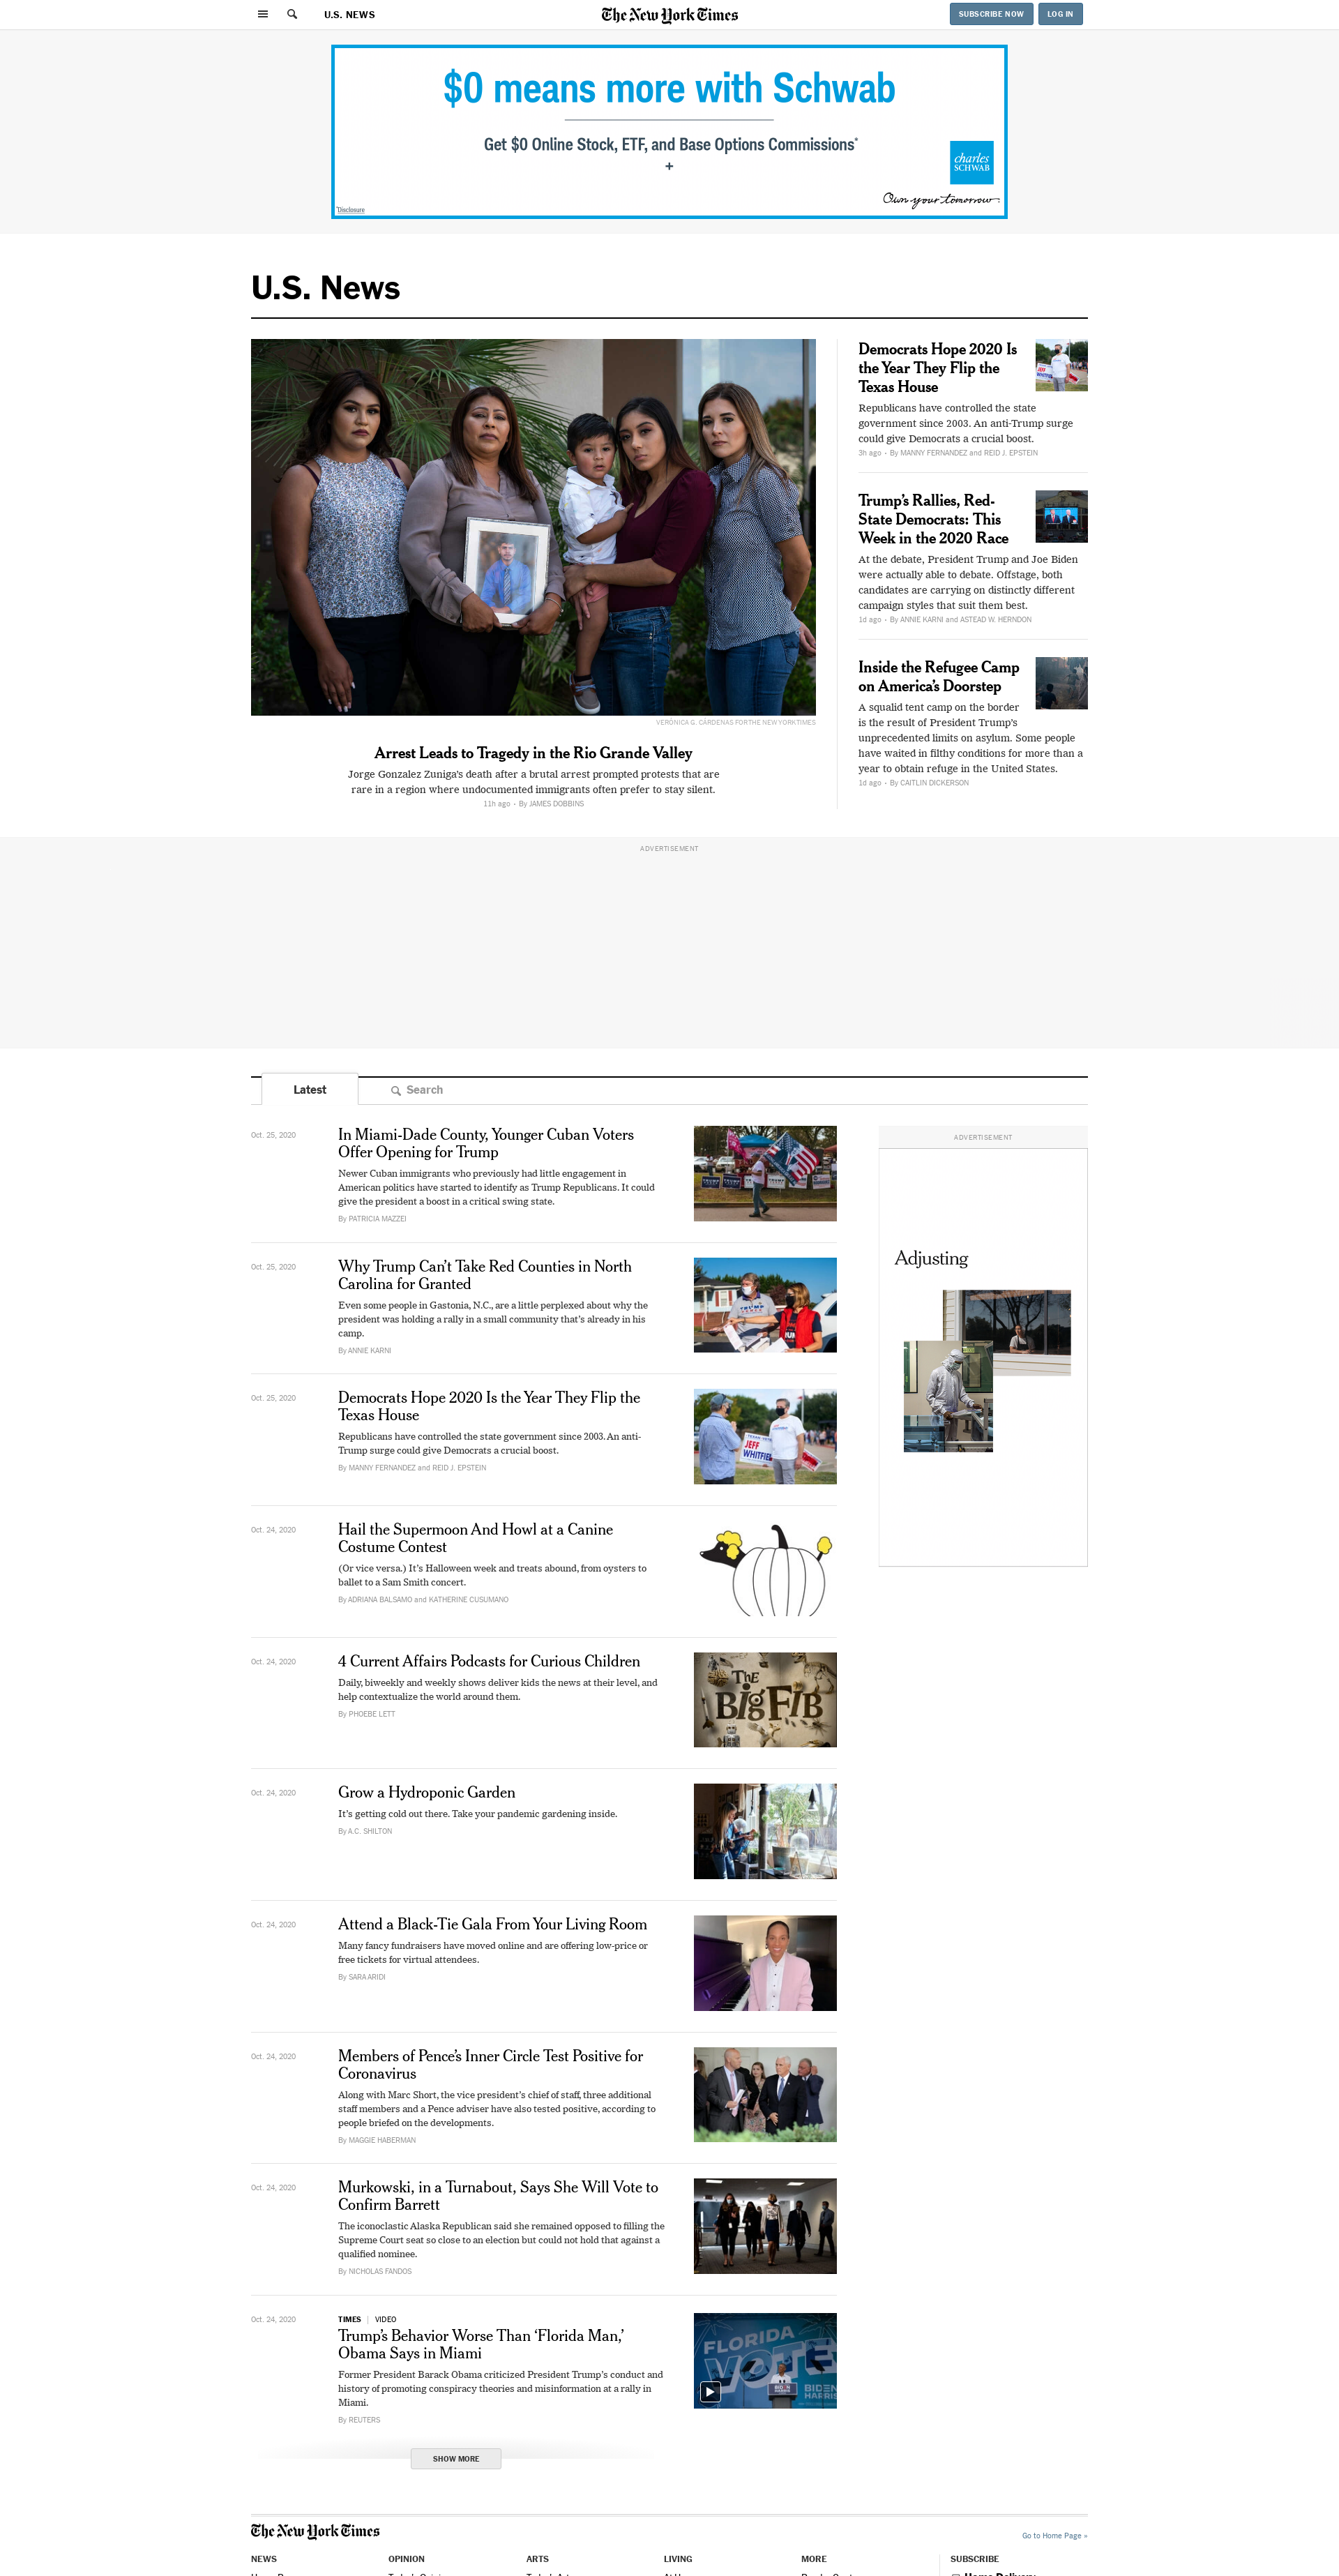 U.S. NEWS
The New York Times
SUBSCRIBE NOW
LOG IN
$0 means more with Schwab
Get $0 Online Stock, ETF, and Base Options Commissions*
+
charles
SCHWAB
Own your tomorrow.
*Disclosure
U.S. News
VERÓNICA G. CÁRDENAS FOR THE NEW YORK TIMES
Arrest Leads to Tragedy in the Rio Grande Valley
Jorge Gonzalez Zuniga's death after a brutal arrest prompted protests that are
rare in a region where undocumented immigrants often prefer to stay silent.
11h ago • By JAMES DOBBINS
Democrats Hope 2020 Is
the Year They Flip the
Texas House
Republicans have controlled the state
government since 2003. An anti-Trump surge
could give Democrats a crucial boost.
3h ago • By MANNY FERNANDEZ and REID J. EPSTEIN
Trump's Rallies, Red-
State Democrats: This
Week in the 2020 Race
At the debate, President Trump and Joe Biden
were actually able to debate. Offstage, both
candidates are carrying on distinctly different
campaign styles that suit them best.
1d ago • By ANNIE KARNI and ASTEAD W. HERNDON
Inside the Refugee Camp
on America's Doorstep
A squalid tent camp on the border
is the result of President Trump's
unprecedented limits on asylum. Some people
have waited in filthy conditions for more than a
year to obtain refuge in the United States.
1d ago • By CAITLIN DICKERSON
ADVERTISEMENT
Latest
Search
Oct. 25, 2020
In Miami-Dade County, Younger Cuban Voters
Offer Opening for Trump
Newer Cuban immigrants who previously had little engagement in
American politics have started to identify as Trump Republicans. It could
give the president a boost in a critical swing state.
By PATRICIA MAZZEI
ADVERTISEMENT
Adjusting
Oct. 25, 2020
Why Trump Can't Take Red Counties in North
Carolina for Granted
Even some people in Gastonia, N.C., are a little perplexed about why the
president was holding a rally in a small community that's already in his
camp.
By ANNIE KARNI
TRUMP
Oct. 25, 2020
Democrats Hope 2020 Is the Year They Flip the
Texas House
Republicans have controlled the state government since 2003. An anti-
Trump surge could give Democrats a crucial boost.
By MANNY FERNANDEZ and REID J. EPSTEIN
JEFF
WHITFIELD
Oct. 24, 2020
Hail the Supermoon And Howl at a Canine
Costume Contest
(Or vice versa.) It's Halloween week and treats abound, from oysters to
ballet to a Sam Smith concert.
By ADRIANA BALSAMO and KATHERINE CUSUMANO
Oct. 24, 2020
4 Current Affairs Podcasts for Curious Children
Daily, biweekly and weekly shows deliver kids the news at their level, and
help contextualize the world around them.
By PHOEBE LETT
THE
BIG FIB
Oct. 24, 2020
Grow a Hydroponic Garden
It's getting cold out there. Take your pandemic gardening inside.
By A.C. SHILTON
Oct. 24, 2020
Attend a Black-Tie Gala From Your Living Room
Many fancy fundraisers have moved online and are offering low-price or
free tickets for virtual attendees.
By SARA ARIDI
Oct. 24, 2020
Members of Pence's Inner Circle Test Positive for
Coronavirus
Along with Marc Short, the vice president's chief of staff, three additional
staff members and a Pence adviser have also tested positive, according to
people briefed on the developments.
By MAGGIE HABERMAN
Oct. 24, 2020
Murkowski, in a Turnabout, Says She Will Vote to
Confirm Barrett
The iconoclastic Alaska Republican said she remained opposed to filling the
Supreme Court seat so close to an election but could not hold that against a
qualified nominee.
By NICHOLAS FANDOS
Oct. 24, 2020
TIMES | VIDEO
Trump's Behavior Worse Than 'Florida Man,'
Obama Says in Miami
Former President Barack Obama criticized President Trump's conduct and
history of promoting conspiracy theories and misinformation at a rally in
Miami.
By REUTERS
FLORIDA
VOTE
BIDEN
HARRIS
SHOW MORE
The New York Times
Go to Home Page »
NEWS
OPINION
ARTS
LIVING
MORE
SUBSCRIBE